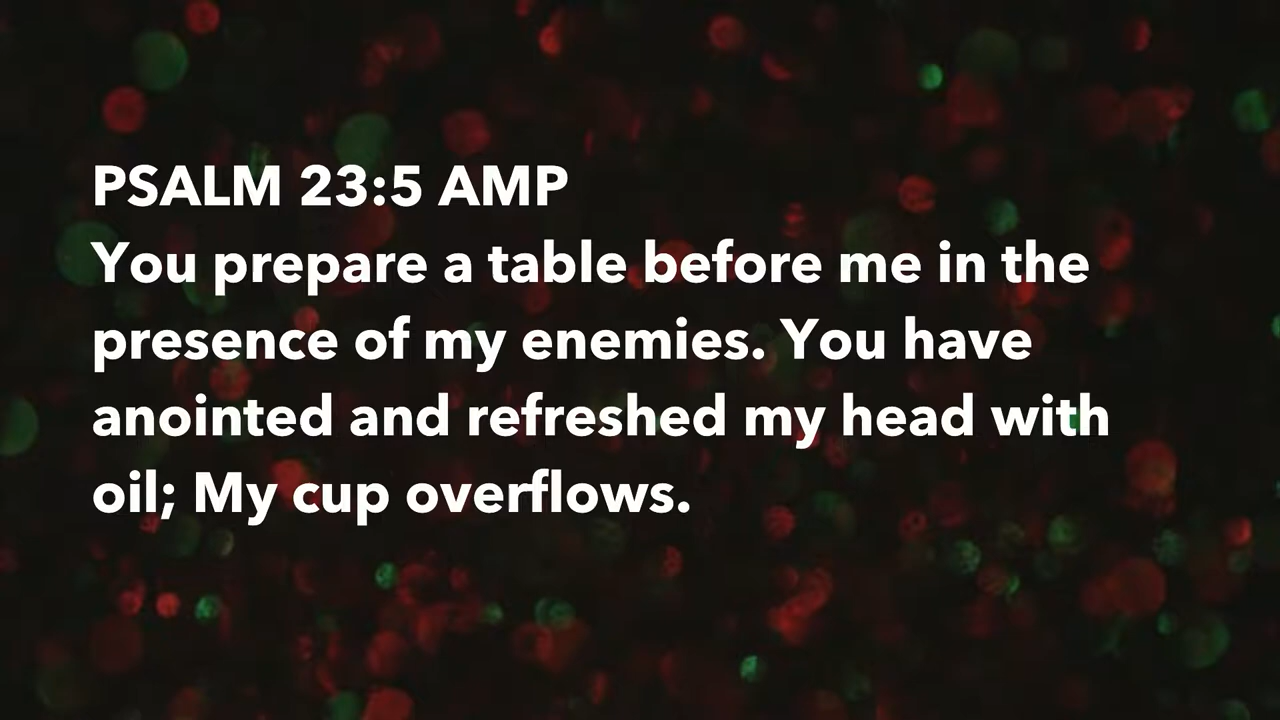 PSALM 23:5 AMP
You prepare a table before me in the
presence of my enemies. You have
anointed and refreshed my head with
oil; My cup overflows.